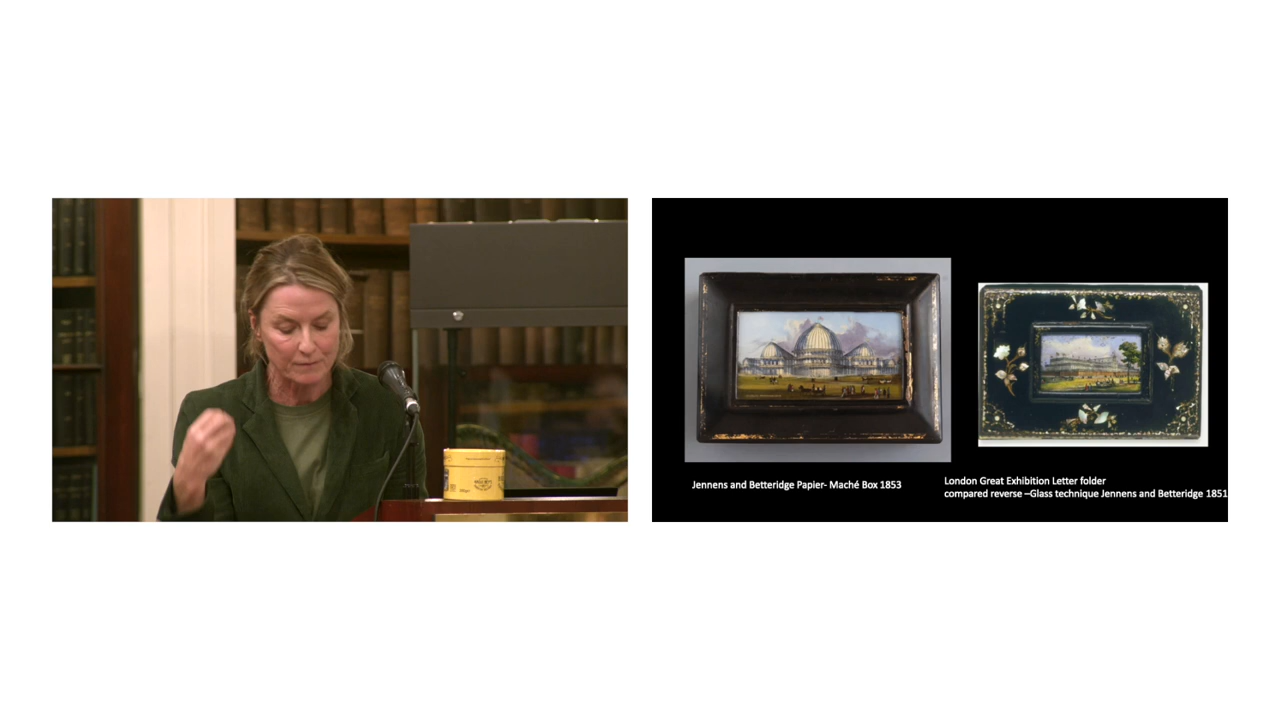 Jennens and Betteridge Papier- Maché Box 1853
London Great Exhibition Letter folder
compared reverse –Glass technique Jennens and Betteridge 1851